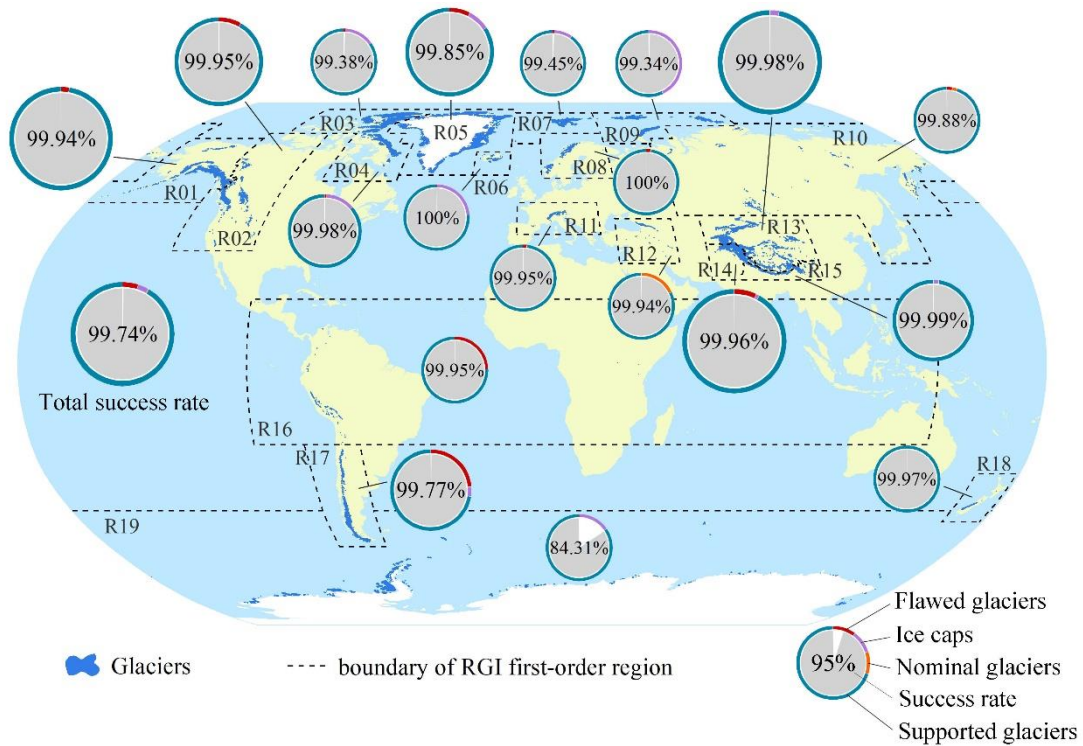 99.95%
99.38%
99.85%
99.45%
99.34%
99.98%
99.94%
99.88%
R03
R05
R07
R09
R10
R01
R04
R06
R08
100%
R02
99.98%
100%
R11
R13
R12
R14
R15
99.95%
99.94%
99.96%
99.99%
99.74%
Total success rate
99.95%
R16
R17
99.77%
99.97%
R18
R19
84.31%
Flawed glaciers
Ice caps
Nominal glaciers
Success rate
Supported glaciers
95%
Glaciers
boundary of RGI first-order region